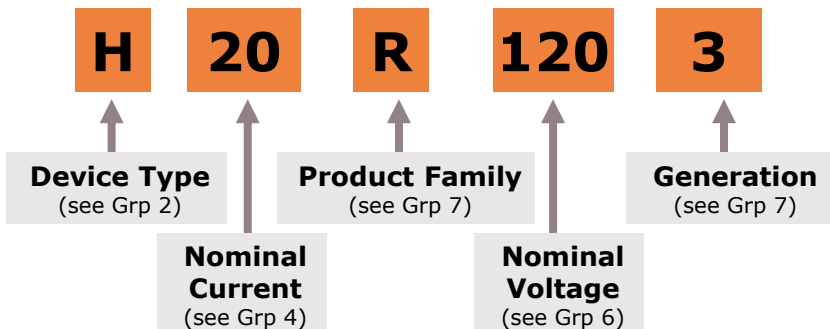 H 20 R 120 3
Device Type
(see Grp 2)
Product Family
(see Grp 7)
Generation
(see Grp 7)
Nominal
Current
(see Grp 4)
Nominal
Voltage
(see Grp 6)